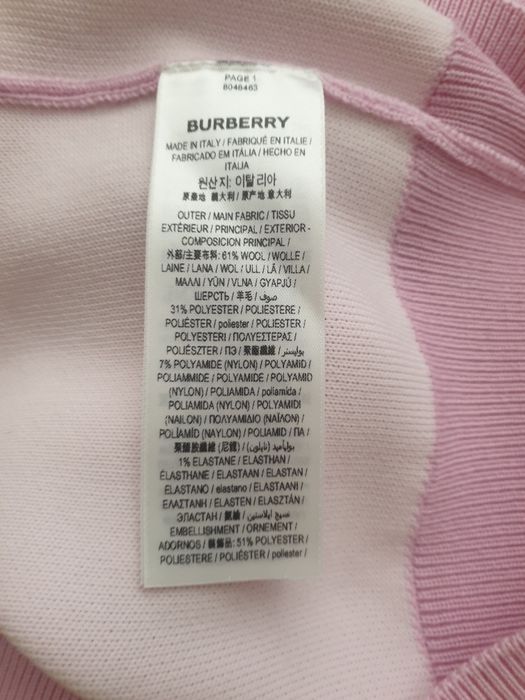 PAGE 1
8046463
BURBERRY
MADE IN ITALY / FABRIQUÉ EN ITALIE /
FABRICADO EM ITÁLIA / HECHO EN
ITALIA
원산지: 이탈리아
原産地 義大利 / 原产地 意大利
OUTER / MAIN FABRIC / TISSU
EXTÉRIEUR / PRINCIPAL / EXTERIOR -
COMPOSICIÓN PRINCIPAL /
外部/主要布料: 61% WOOL / WOLLE /
LAINE / LANA / WOL / ULL / LÃ / VILLA /
ΜΑΛΛΙ / YÜN / VLNA / GYAPJÚ /
ШЕРСТЬ / 羊毛 / صوف /
31% POLYESTER / POLIESTERE /
POLIÉSTER / poliester / POLIESTER /
POLYESTERI / ΠΟΛΥΕΣΤΕΡΑΣ /
POLIÉSZTER / ПЭ / 聚酯纖維 / بوليستر /
7% POLYAMIDE (NYLON) / POLYAMID /
POLIAMMIDE / POLYAMIDE / POLYAMID
(NYLON) / POLIAMIDA / poliamida /
POLIAMIDA (NYLON) / POLYAMIDI
(NAILON) / ΠΟΛΥΑΜΙΔΙΟ (ΝΑΪΛΟΝ) /
POLİAMİD (NAYLON) / POLIAMID / ПА /
聚酰胺纖維 (尼龍) / بولياميد (نايلون) /
1% ELASTANE / ELASTHAN /
ÉLASTHANE / ELASTAAN / ELASTAN /
ELASTANO / elastano / ELASTAANI /
ΕΛΑΣΤΑΝΗ / ELASTEN / ELASZTÁN /
ЭЛАСТАН / 氨綸 / نسيج ايلاستين /
EMBELLISHMENT / ORNEMENT /
ADORNOS / 裝飾品: 51% POLYESTER /
POLIESTERE / POLIÉSTER / poliester /